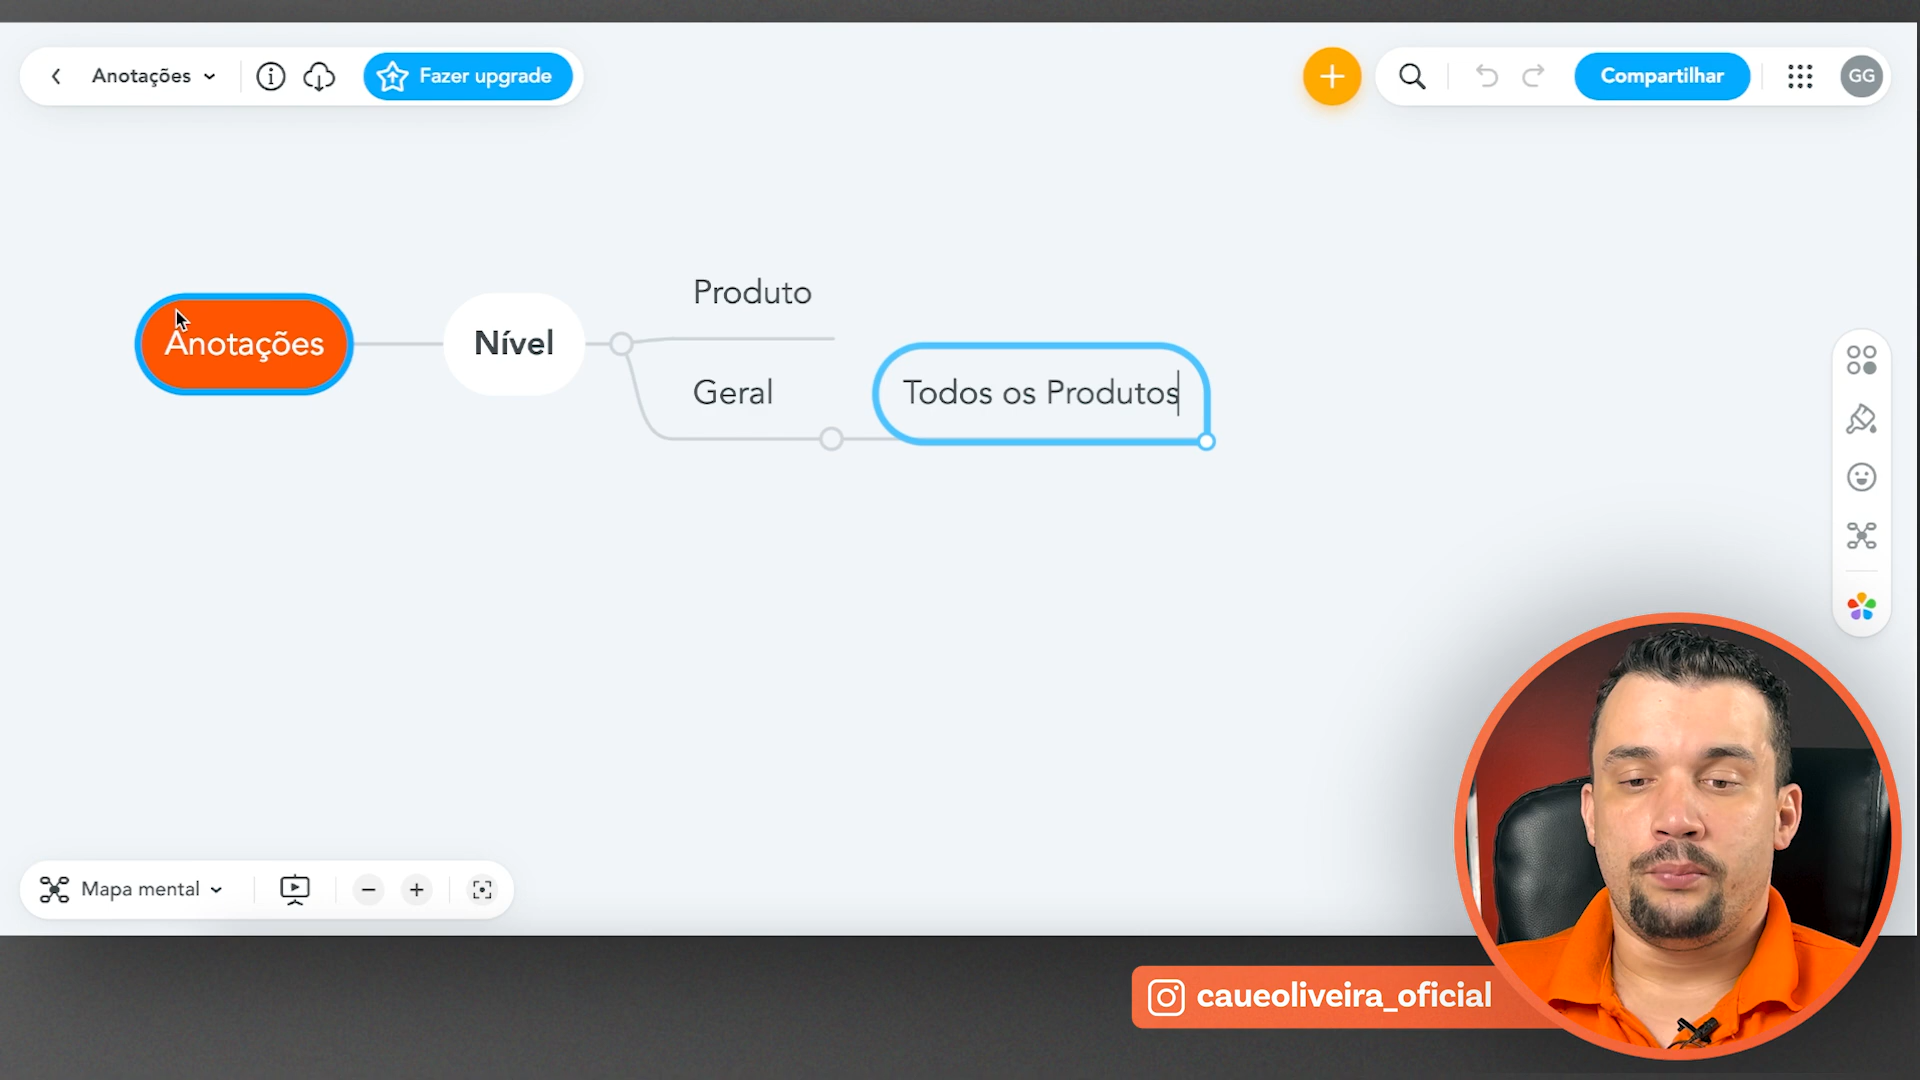 Anotações
Fazer upgrade
Compartilhar
GG
Anotações
Nível
Produto
Geral
Todos os Produtos
Mapa mental
caueoliveira_oficial